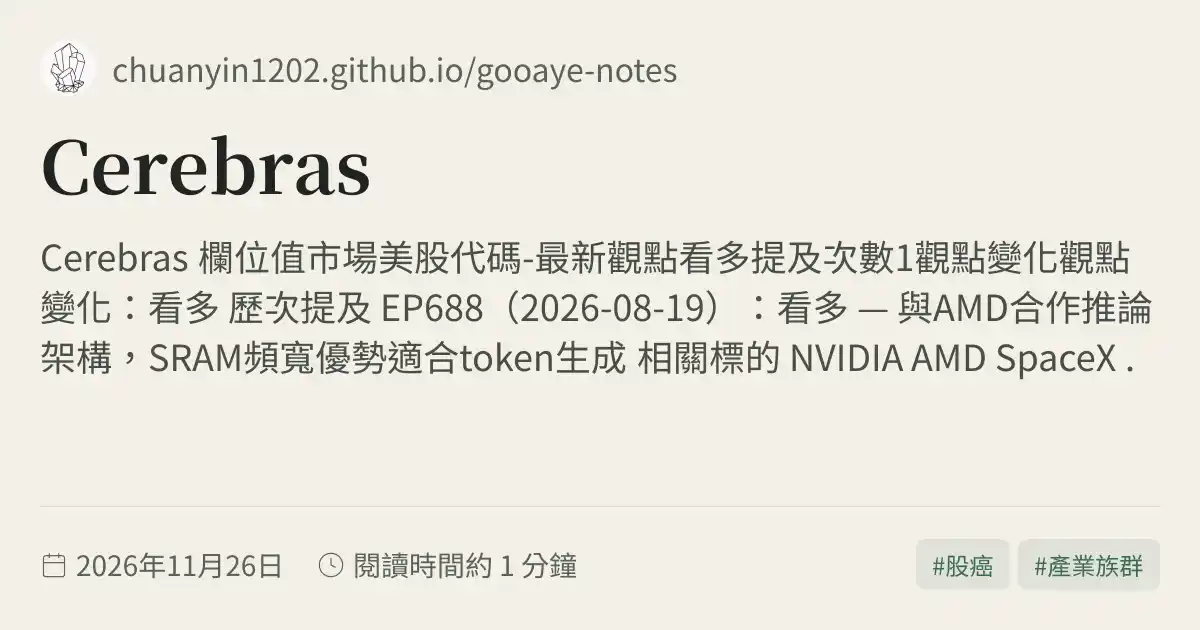 chuanyin1202.github.io/gooaye-notes
Cerebras
Cerebras 欄位值市場美股代碼-最新觀點看多提及次數1觀點變化觀點
變化：看多 歷次提及 EP688（2026-08-19）：看多 — 與AMD合作推論
架構，SRAM頻寬優勢適合token生成 相關標的 NVIDIA AMD SpaceX .
2026年11月26日 閱讀時間約 1 分鐘 #股癌 #產業族群